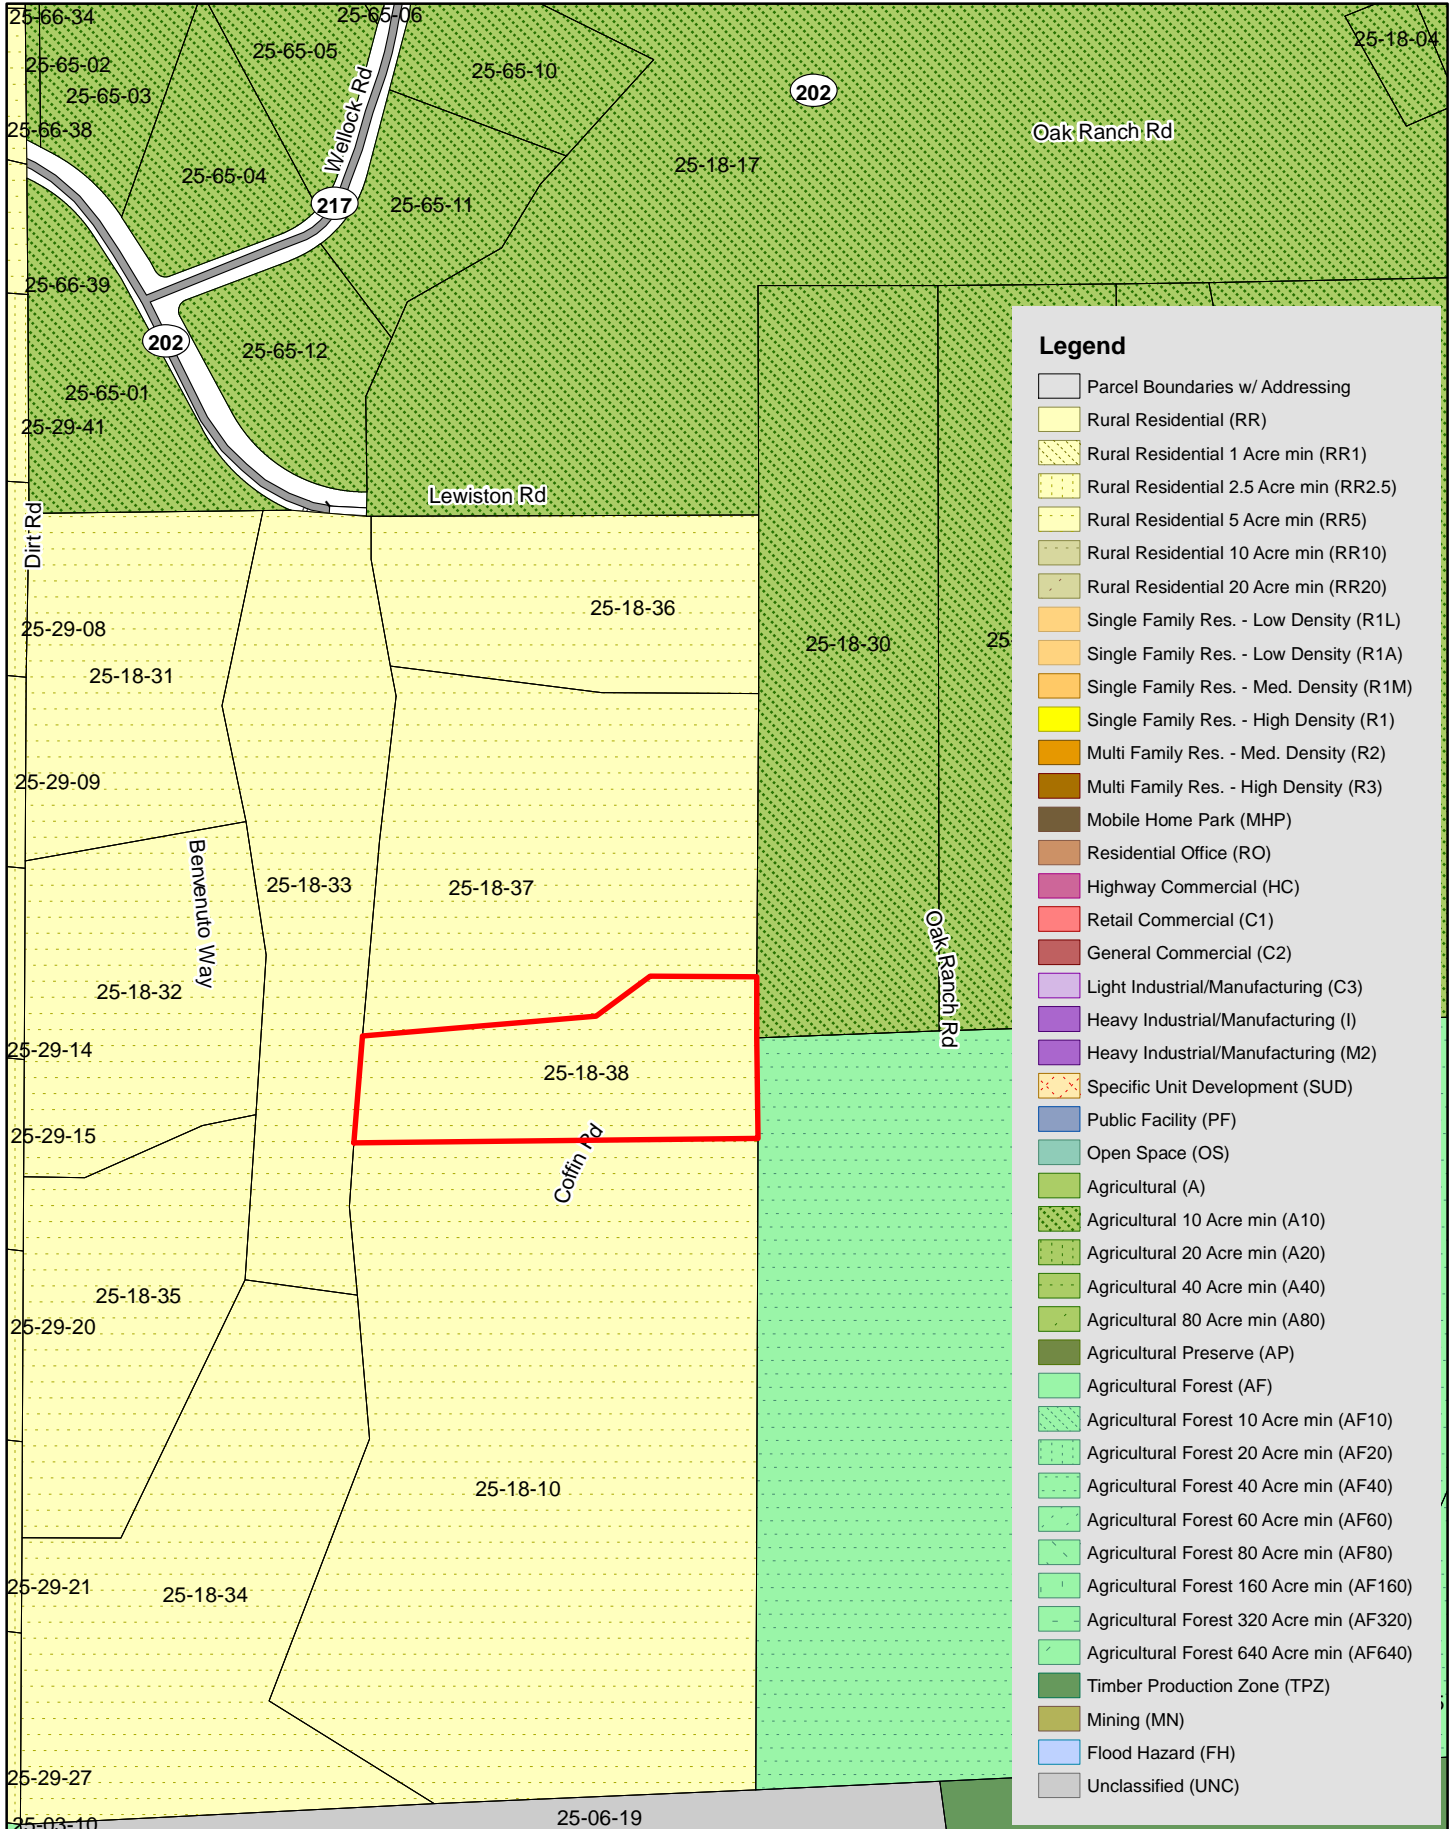 25-66-34
25-65-06
25-65-05
25-65-02
25-65-10
25-18-04
25-65-03
202
25-66-38
Oak Ranch Rd
Wellock Rd
25-18-17
25-65-04
217
25-65-11
25-66-39
202
25-65-12
25-65-01
25-29-41
Lewiston Rd
Dirt Rd
25-18-36
25-29-08
25-18-31
25-18-30
25-29-09
Benvenuto Way
25-18-33
25-18-37
Oak Ranch Rd
25-18-32
25-29-14
25-18-38
25-29-15
Coffin Rd
25-18-35
25-29-20
25-18-10
25-29-21
25-18-34
25-29-27
25-03-10
25-06-19
Legend
Parcel Boundaries w/ Addressing
Rural Residential (RR)
Rural Residential 1 Acre min (RR1)
Rural Residential 2.5 Acre min (RR2.5)
Rural Residential 5 Acre min (RR5)
Rural Residential 10 Acre min (RR10)
Rural Residential 20 Acre min (RR20)
Single Family Res. - Low Density (R1L)
Single Family Res. - Low Density (R1A)
Single Family Res. - Med. Density (R1M)
Single Family Res. - High Density (R1)
Multi Family Res. - Med. Density (R2)
Multi Family Res. - High Density (R3)
Mobile Home Park (MHP)
Residential Office (RO)
Highway Commercial (HC)
Retail Commercial (C1)
General Commercial (C2)
Light Industrial/Manufacturing (C3)
Heavy Industrial/Manufacturing (I)
Heavy Industrial/Manufacturing (M2)
Specific Unit Development (SUD)
Public Facility (PF)
Open Space (OS)
Agricultural (A)
Agricultural 10 Acre min (A10)
Agricultural 20 Acre min (A20)
Agricultural 40 Acre min (A40)
Agricultural 80 Acre min (A80)
Agricultural Preserve (AP)
Agricultural Forest (AF)
Agricultural Forest 10 Acre min (AF10)
Agricultural Forest 20 Acre min (AF20)
Agricultural Forest 40 Acre min (AF40)
Agricultural Forest 60 Acre min (AF60)
Agricultural Forest 80 Acre min (AF80)
Agricultural Forest 160 Acre min (AF160)
Agricultural Forest 320 Acre min (AF320)
Agricultural Forest 640 Acre min (AF640)
Timber Production Zone (TPZ)
Mining (MN)
Flood Hazard (FH)
Unclassified (UNC)